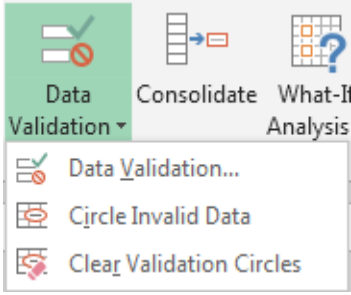 Data Consolidate What-If
Validation Analysis
Data Validation...
Circle Invalid Data
Clear Validation Circles